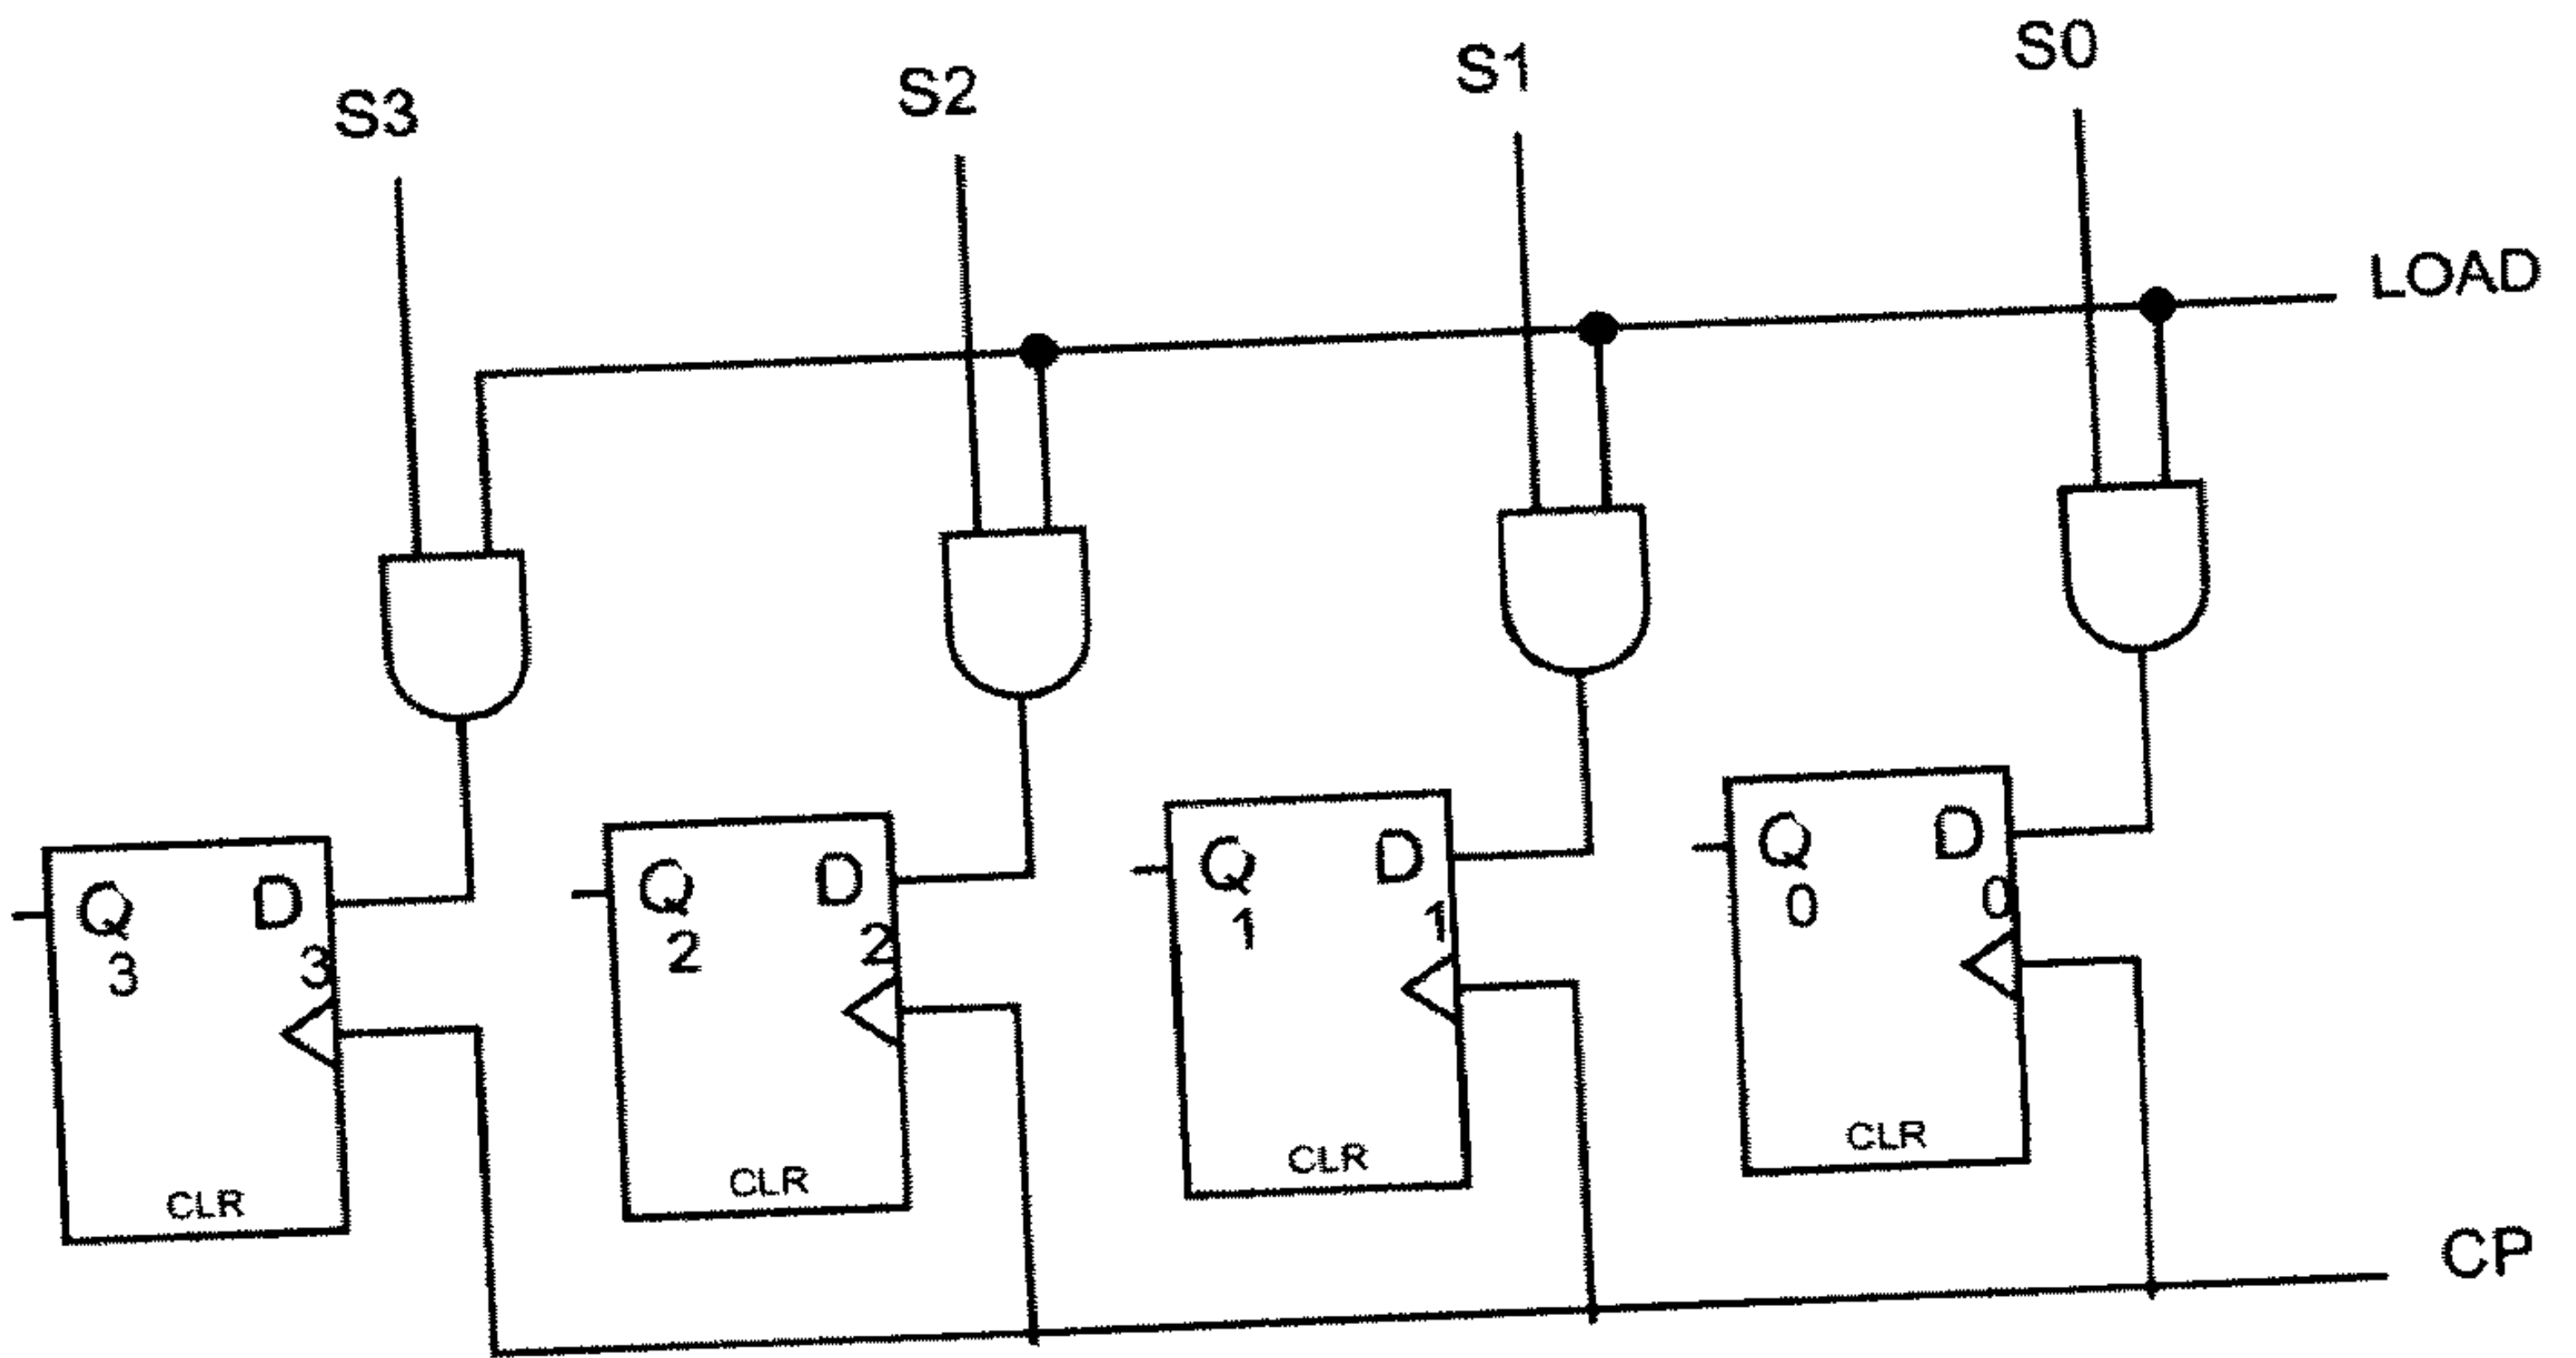 S3 S2 S1 S0
LOAD
Q D Q D Q D Q D
3 3 2 2 1 1 0 0
CLR CLR CLR CLR
CP